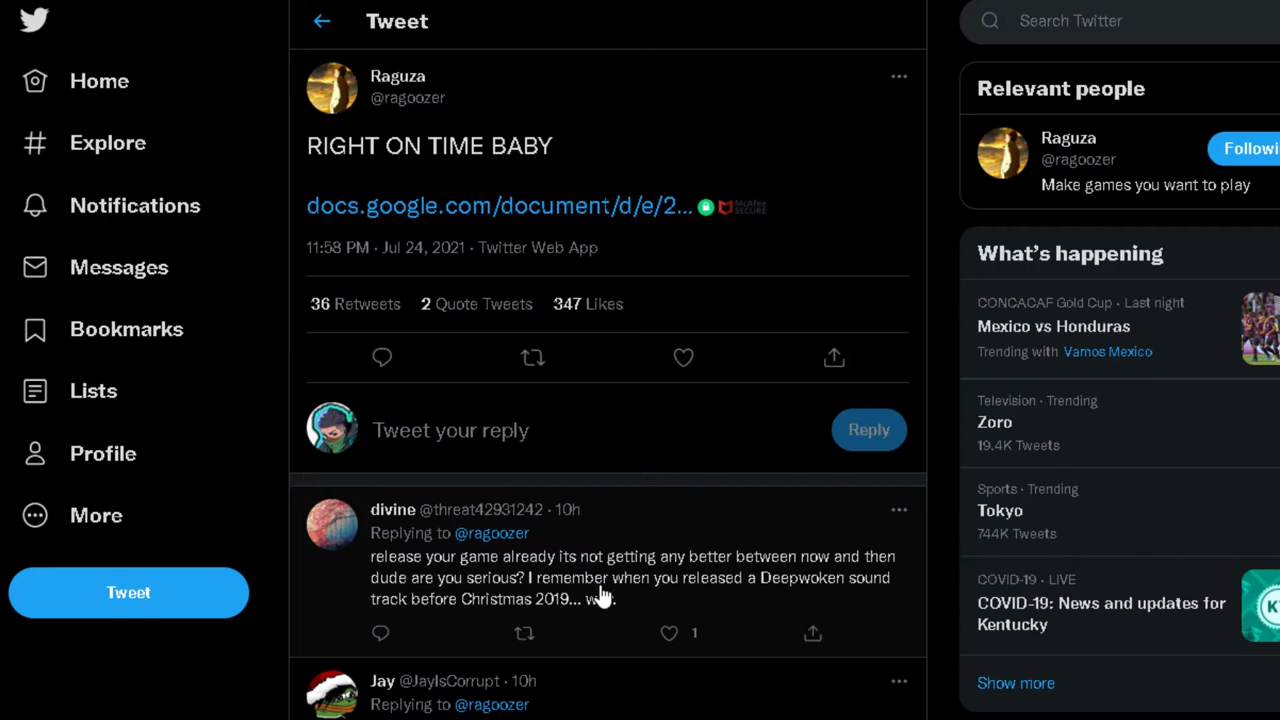 Tweet
Search Twitter
Home
Explore
Notifications
Messages
Bookmarks
Lists
Profile
More
Tweet
Raguza
@ragoozer
RIGHT ON TIME BABY
docs.google.com/document/d/e/2...
McAfee
SECURE
11:58 PM · Jul 24, 2021 · Twitter Web App
36 Retweets 2 Quote Tweets 347 Likes
Tweet your reply
Reply
divine @threat42931242 · 10h
Replying to @ragoozer
release your game already its not getting any better between now and then
dude are you serious? I remember when you released a Deepwoken sound
track before Christmas 2019...
1
Jay @JayIsCorrupt · 10h
Replying to @ragoozer
Relevant people
Raguza
@ragoozer
Followi
Make games you want to play
What's happening
CONCACAF Gold Cup · Last night
Mexico vs Honduras
Trending with Vamos Mexico
Television · Trending
Zoro
19.4K Tweets
Sports · Trending
Tokyo
744K Tweets
COVID-19 · LIVE
COVID-19: News and updates for
Kentucky
Show more